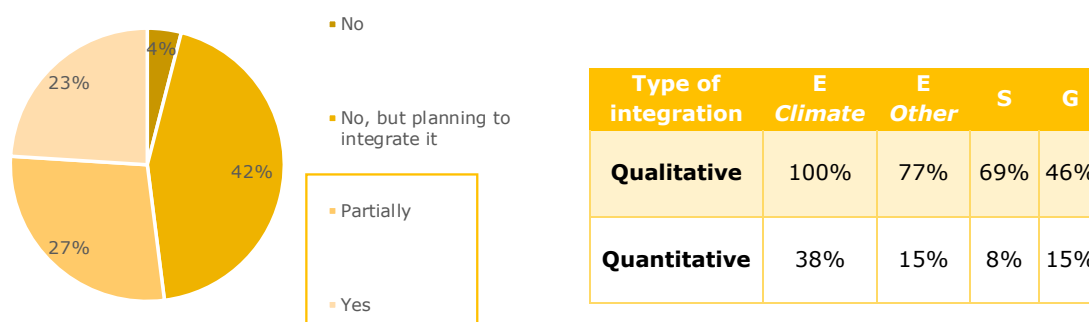 4%
42%
27%
23%
No
No, but planning to
integrate it
Partially
Yes
Type of integration E Climate E Other S G
Qualitative 100% 77% 69% 46%
Quantitative 38% 15% 8% 15%